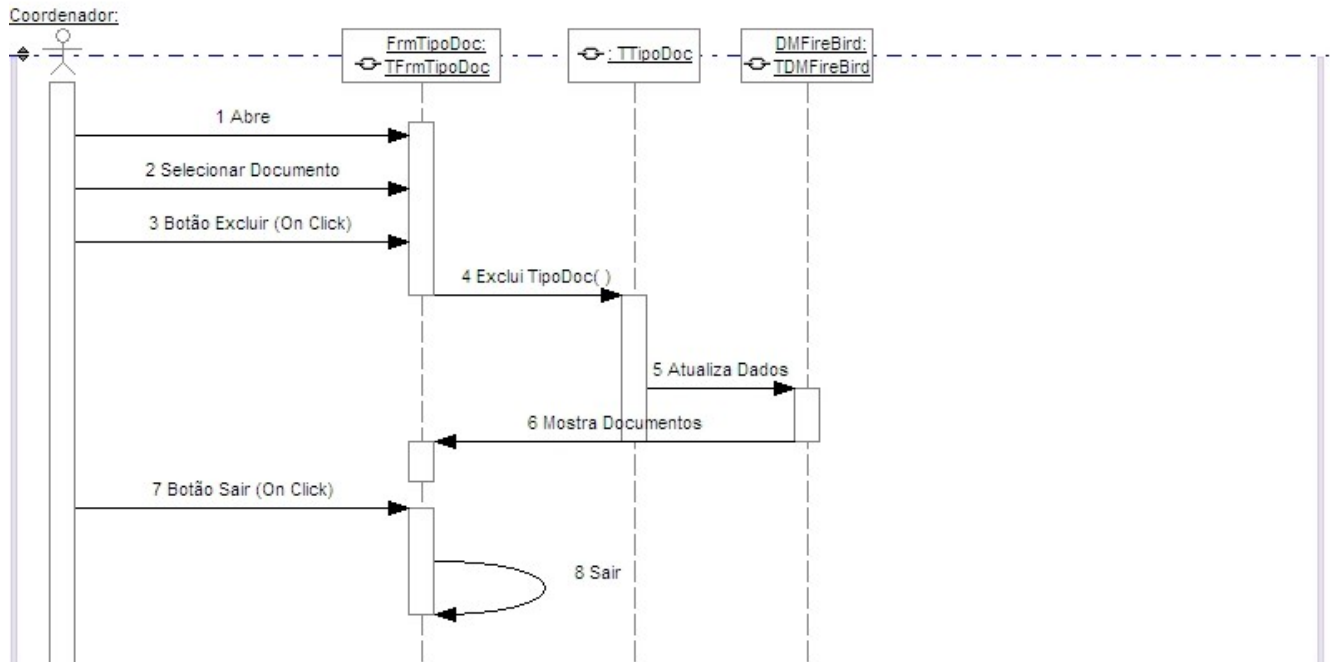 Coordenador:
FrmTipoDoc:
TFrmTipoDoc
: TTipoDoc
DMFireBird:
TDMFireBird
1 Abre
2 Selecionar Documento
3 Botão Excluir (On Click)
4 Exclui TipoDoc( )
5 Atualiza Dados
6 Mostra Documentos
7 Botão Sair (On Click)
8 Sair